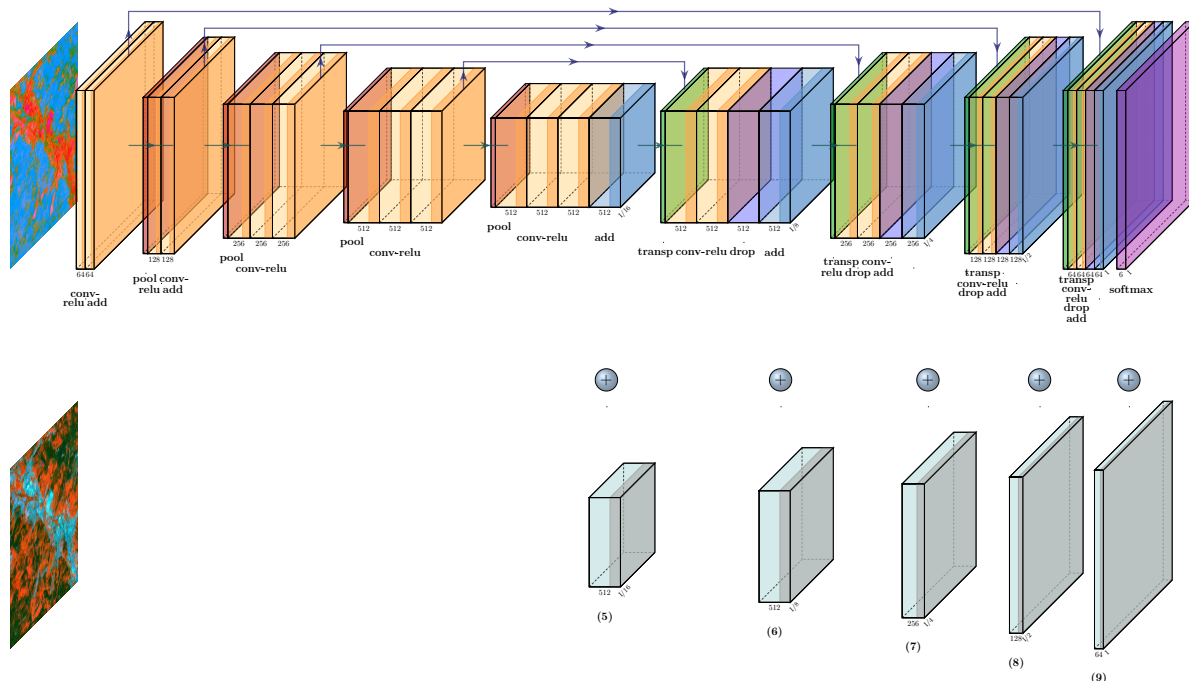 64 64
conv-
relu add
128 128
pool conv-
relu add
256 256 256
pool
conv-relu
512 512 512
pool
conv-relu
512 512 512 512 1/16
pool
conv-relu
add
512 512 512 512 1/8
transp conv-relu drop add
256 256 256 256 1/4
transp conv-
relu drop add
128 128 128 128 1/2
transp
conv-relu
drop add
64 64 64 64 1
transp
conv-
relu
drop
add
6 1
softmax
+ + + + +
512 1/16
(5)
512 1/8
(6)
256 1/4
(7)
128 1/2
(8)
64 1
(9)